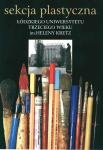 sekcja plastyczna
ŁÓDZKIEGO UNIWERSYTETU
TRZECIEGO WIEKU
im. HELENY KRETZ